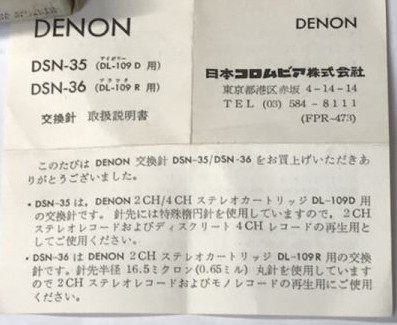 DENON
DENON
DSN-35 (DL-109 D 用)
アイボリー
DSN-36 (DL-109 R 用)
ブラック
交換針 取扱説明書
日本コロムビア株式会社
東京都港区赤坂 4-14-14
TEL (03) 584-8111
(FPR-473)
このたびは DENON 交換針 DSN-35/DSN-36 をお買上げいただきあ
りがとうございました。
• DSN-35 は, DENON 2CH/4CH ステレオカートリッジ DL-109D 用
の交換針です。 針先には特殊楕円針を使用していますので, 2CH
ステレオレコードおよびディスクリート 4CH レコードの再生用とし
てご使用ください。
• DSN-36 は DENON 2CH ステレオカートリッジ DL-109R 用の交換
針です。針先半径 16.5ミクロン(0.65ミル) 丸針を使用しています
ので 2CH ステレオレコードおよびモノレコードの再生用にご使用
ください。